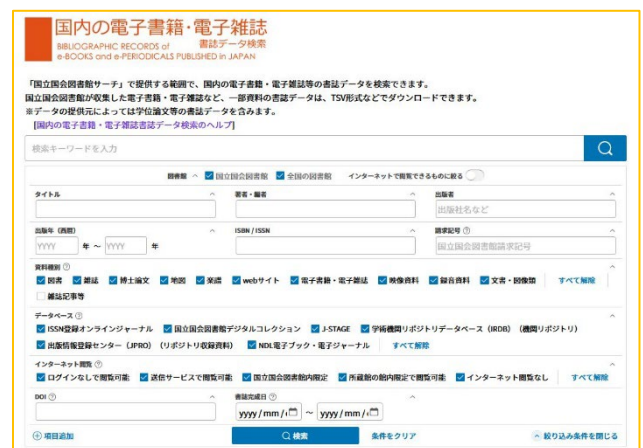 国内の電子書籍・電子雑誌
BIBLIOGRAPHIC RECORDS of 書誌データ検索
e-BOOKS and e-PERIODICALS PUBLISHED in JAPAN
「国立国会図書館サーチ」で提供する範囲で、国内の電子書籍・電子雑誌等の書誌データを検索できます。
国立国会図書館が収集した電子書籍・電子雑誌など、一部資料の書誌データは、TSV形式などでダウンロードできます。
※データの提供元によっては学位論文等の書誌データを含みます。
[国内の電子書籍・電子雑誌書誌データ検索のヘルプ]
検索キーワードを入力
図書館 国立国会図書館 全国の図書館 インターネットで閲覧できるものに絞る
タイトル 著者・編者 出版者
出版社名など
出版年（西暦） ISBN / ISSN 請求記号
YYYY 年 ～ YYYY 年 国立国会図書館請求記号
資料種別
図書 雑誌 博士論文 地図 楽譜 webサイト 電子書籍・電子雑誌 映像資料 録音資料 文書・図像類 すべて解除
雑誌記事等
データベース
ISSN登録オンラインジャーナル 国立国会図書館デジタルコレクション J-STAGE 学術機関リポジトリデータベース（IRDB）（機関リポジトリ）
出版情報登録センター（JPRO）（リポジトリ収録資料） NDL電子ブック・電子ジャーナル すべて解除
インターネット閲覧
ログインなしで閲覧可能 送信サービスで閲覧可能 国立国会図書館内限定 所蔵館の館内限定で閲覧可能 インターネット閲覧なし すべて解除
DOI 書誌完成日
yyyy/mm/ ～ yyyy/mm/
項目追加 検索 条件をクリア 絞り込み条件を閉じる